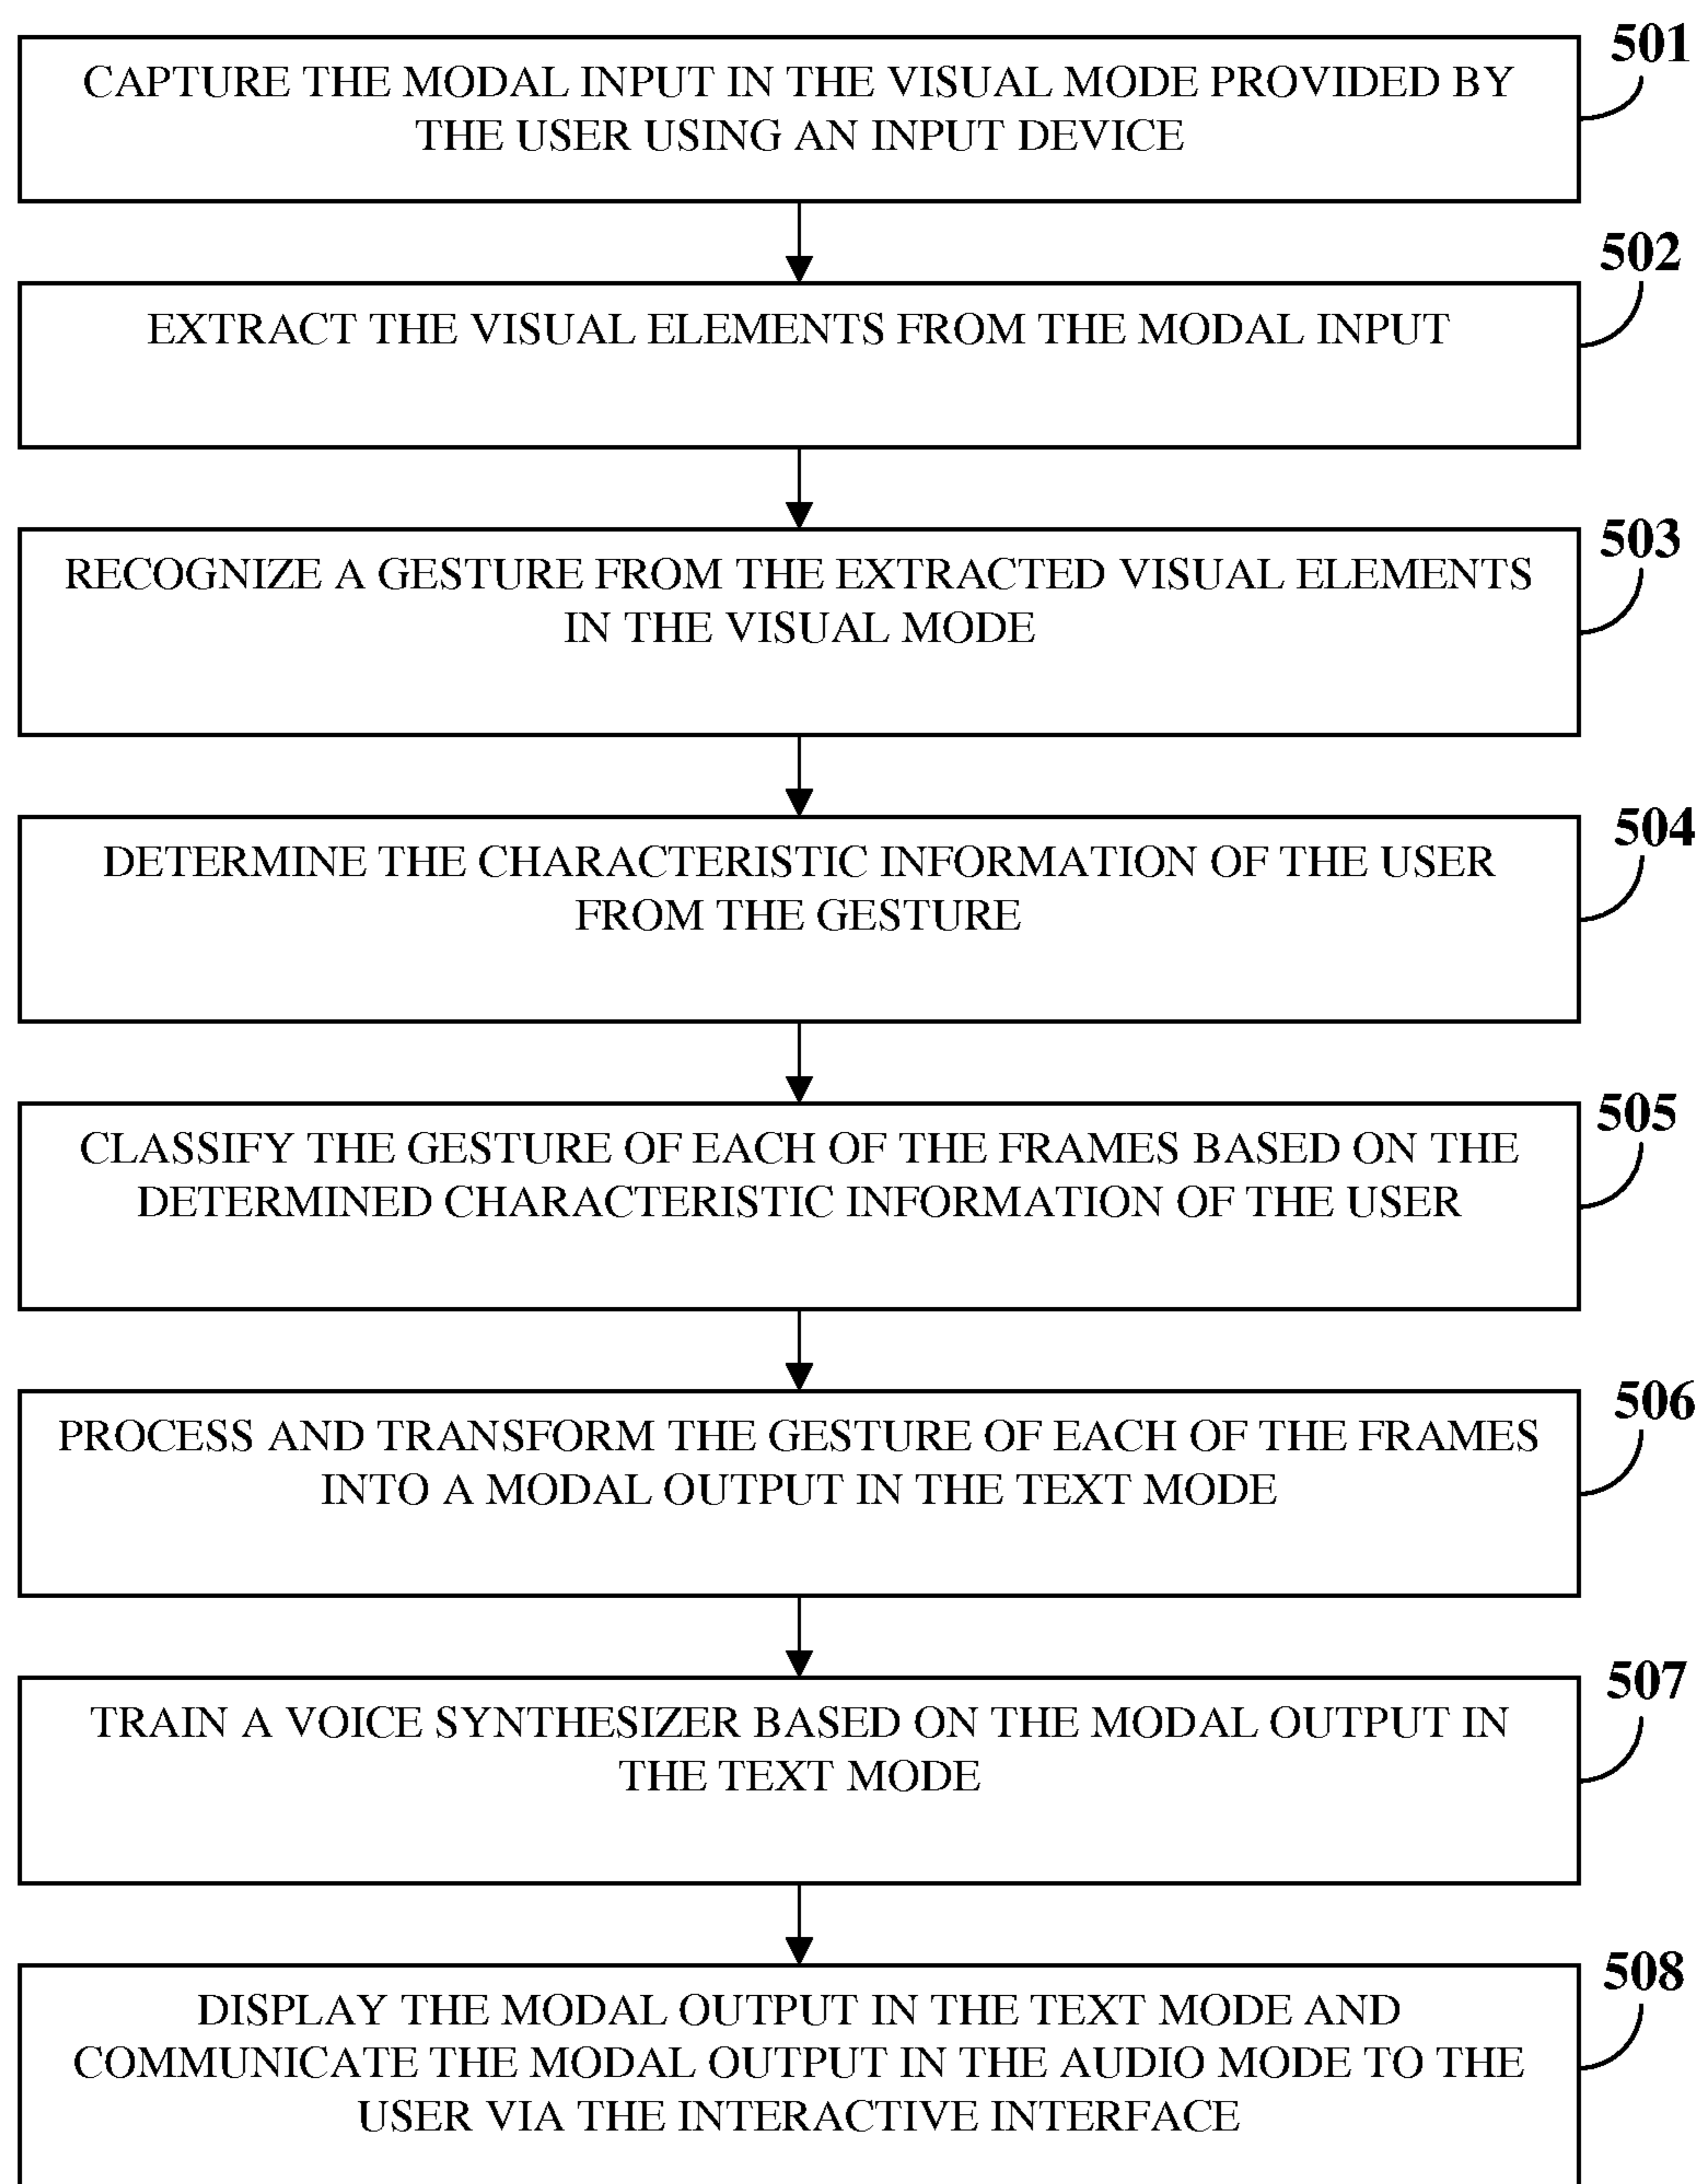 501
CAPTURE THE MODAL INPUT IN THE VISUAL MODE PROVIDED BY
THE USER USING AN INPUT DEVICE
502
EXTRACT THE VISUAL ELEMENTS FROM THE MODAL INPUT
503
RECOGNIZE A GESTURE FROM THE EXTRACTED VISUAL ELEMENTS
IN THE VISUAL MODE
504
DETERMINE THE CHARACTERISTIC INFORMATION OF THE USER
FROM THE GESTURE
505
CLASSIFY THE GESTURE OF EACH OF THE FRAMES BASED ON THE
DETERMINED CHARACTERISTIC INFORMATION OF THE USER
506
PROCESS AND TRANSFORM THE GESTURE OF EACH OF THE FRAMES
INTO A MODAL OUTPUT IN THE TEXT MODE
507
TRAIN A VOICE SYNTHESIZER BASED ON THE MODAL OUTPUT IN
THE TEXT MODE
508
DISPLAY THE MODAL OUTPUT IN THE TEXT MODE AND
COMMUNICATE THE MODAL OUTPUT IN THE AUDIO MODE TO THE
USER VIA THE INTERACTIVE INTERFACE